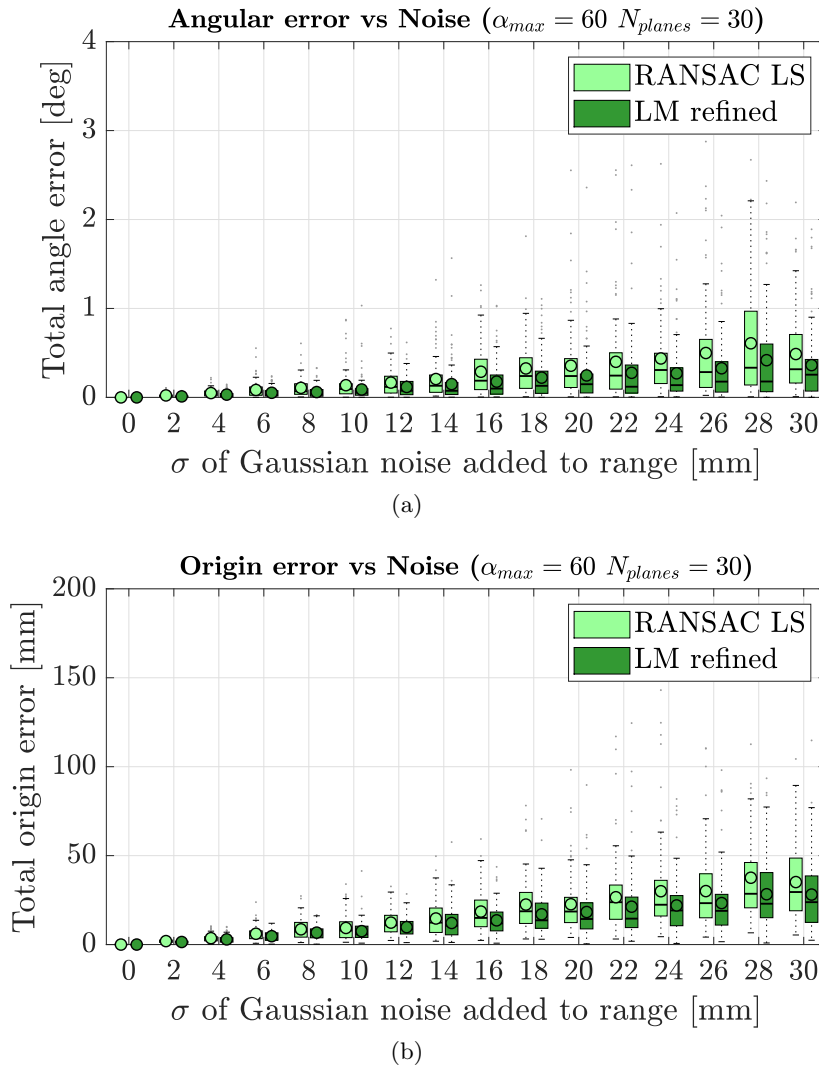 Angular error vs Noise (α_max = 60 N_planes = 30)
4
3
2
1
0
Total angle error [deg]
RANSAC LS
LM refined
0 2 4 6 8 10 12 14 16 18 20 22 24 26 28 30
σ of Gaussian noise added to range [mm]
(a)
Origin error vs Noise (α_max = 60 N_planes = 30)
200
150
100
50
0
Total origin error [mm]
RANSAC LS
LM refined
0 2 4 6 8 10 12 14 16 18 20 22 24 26 28 30
σ of Gaussian noise added to range [mm]
(b)